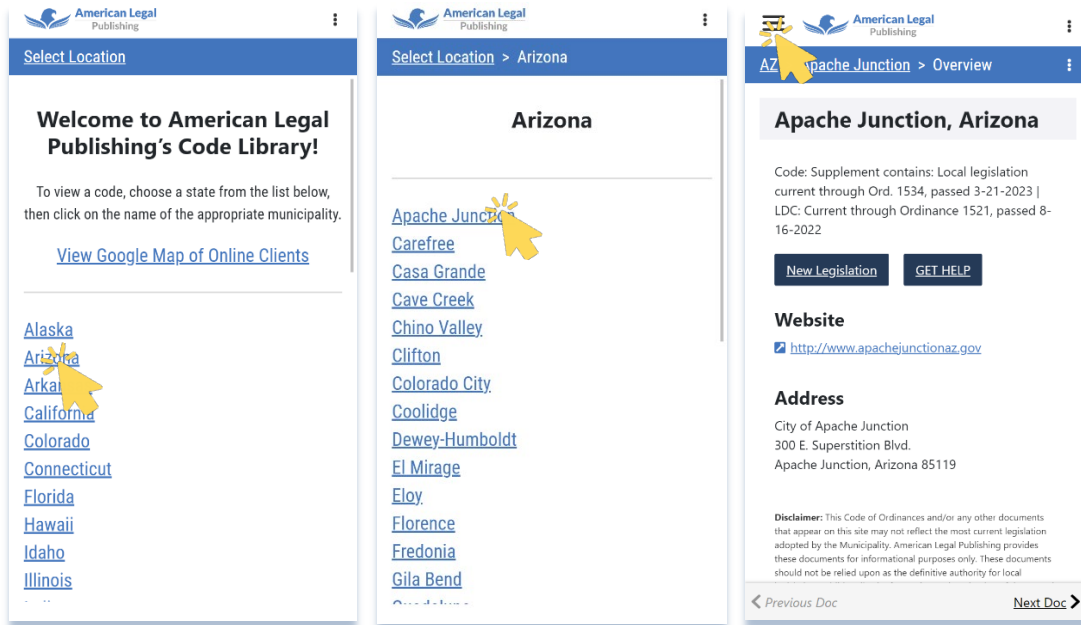 American Legal
Publishing
Select Location
Welcome to American Legal
Publishing's Code Library!
To view a code, choose a state from the list below,
then click on the name of the appropriate municipality.
View Google Map of Online Clients
Alaska
Arizona
California
Colorado
Connecticut
Florida
Hawaii
Idaho
Illinois
American Legal
Publishing
Select Location > Arizona
Arizona
Apache Junction
Carefree
Casa Grande
Cave Creek
Chino Valley
Clifton
Colorado City
Coolidge
Dewey-Humboldt
El Mirage
Eloy
Florence
Fredonia
Gila Bend
American Legal
Publishing
AZ Apache Junction > Overview
Apache Junction, Arizona
Code: Supplement contains: Local legislation
current through Ord. 1534, passed 3-21-2023 |
LDC: Current through Ordinance 1521, passed 8-
16-2022
New Legislation GET HELP
Website
http://www.apachejunctionaz.gov
Address
City of Apache Junction
300 E. Superstition Blvd.
Apache Junction, Arizona 85119
Disclaimer: This Code of Ordinances and/or any other documents
that appear on this site may not reflect the most current legislation
adopted by the Municipality. American Legal Publishing provides
these documents for informational purposes only. These documents
should not be relied upon as the definitive authority for local
Previous Doc Next Doc